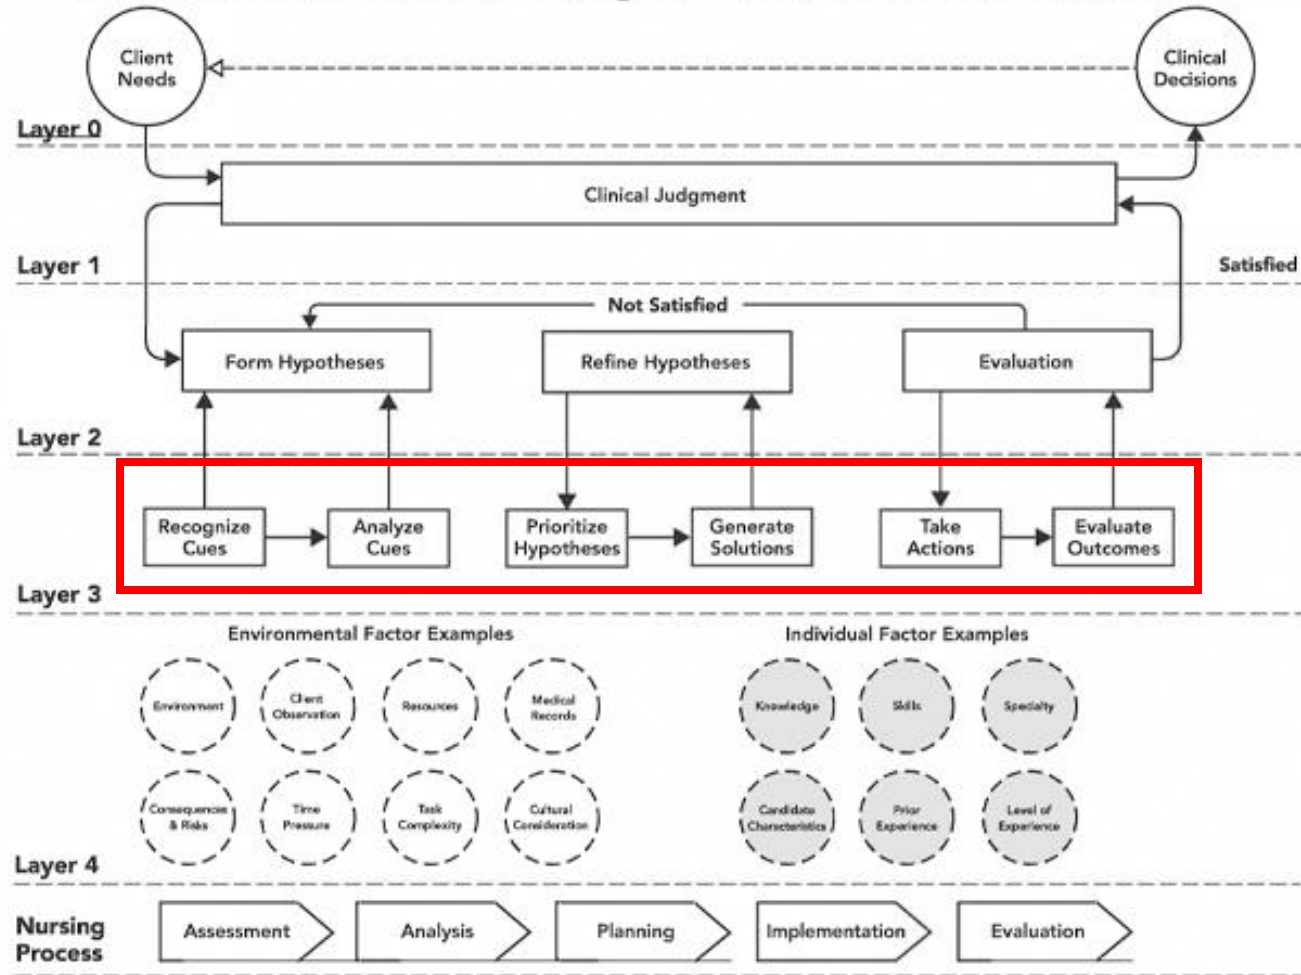 Client
Needs
Clinical
Decisions
Layer 0
Clinical Judgment
Layer 1
Satisfied
Not Satisfied
Form Hypotheses
Refine Hypotheses
Evaluation
Layer 2
Recognize
Cues
Analyze
Cues
Prioritize
Hypotheses
Generate
Solutions
Take
Actions
Evaluate
Outcomes
Layer 3
Environmental Factor Examples
Individual Factor Examples
Environment
Client
Observation
Resources
Medical
Records
Knowledge
Skills
Specialty
Consequences
& Risks
Time
Pressure
Task
Complexity
Cultural
Consideration
Candidate
Characteristics
Prior
Experience
Level of
Experience
Layer 4
Nursing
Process
Assessment
Analysis
Planning
Implementation
Evaluation